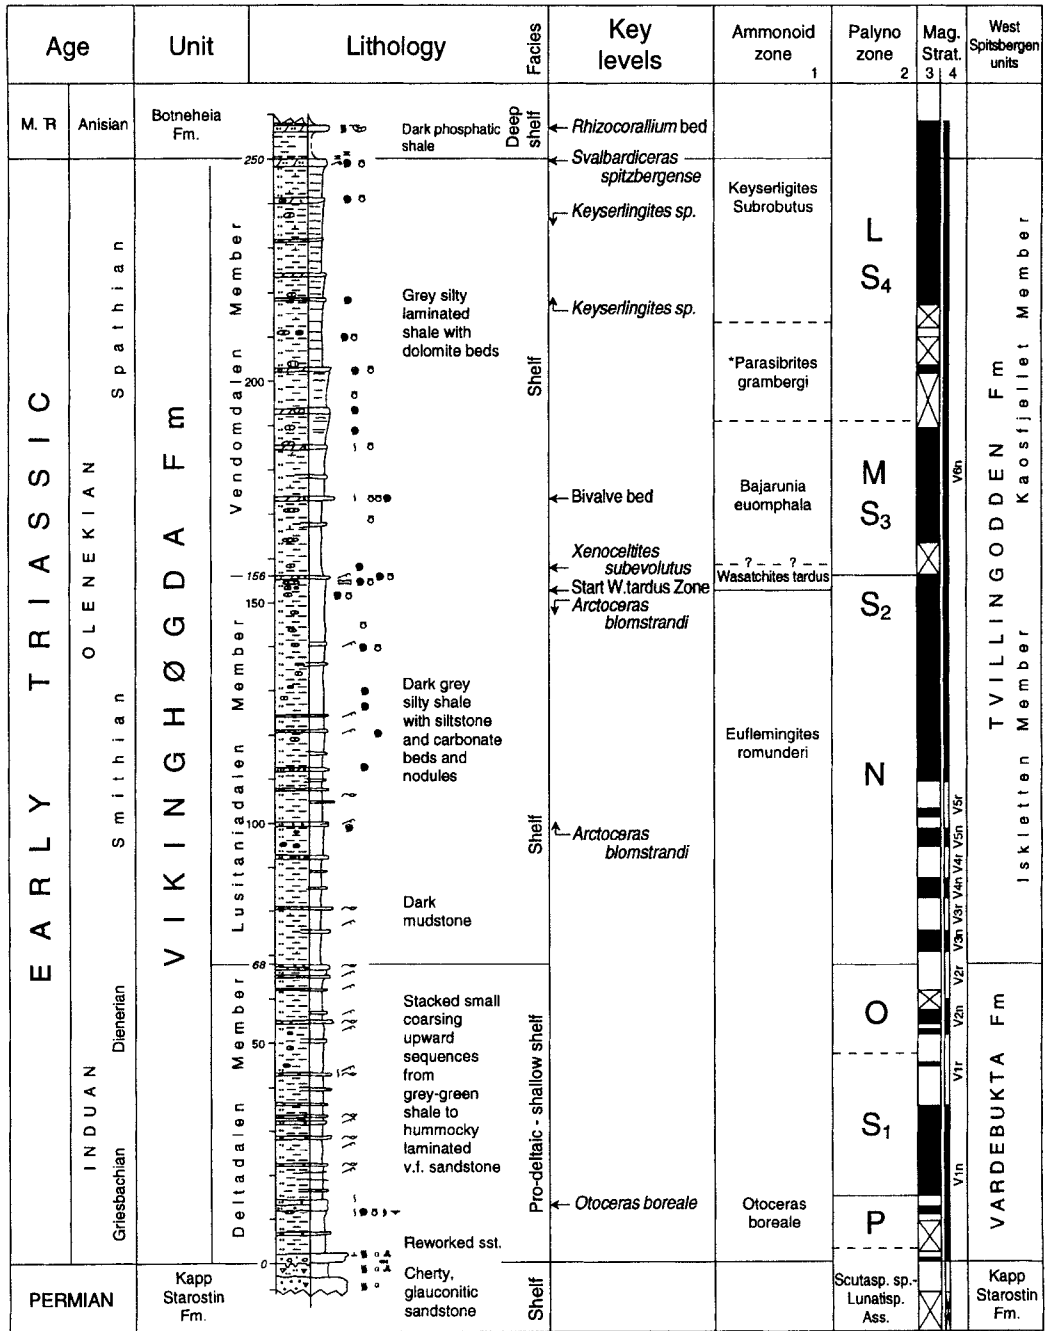 Age
Unit
Lithology
Facies
Key
levels
Ammonoid
zone
1
Palyno
zone
2
Mag.
Strat.
3
4
West
Spitsbergen
units
M. TR
Anisian
Botneheia
Fm.
Dark phosphatic
shale
Deep
shelf
Rhizocorallium bed
250
Svalbardiceras
spitzbergense
EARLY TRIASSIC
OLENEKIAN
Spathian
VIKINGHØGDA Fm
Vendomdalen Member
Keyserlingites sp.
Keyserligites
Subrobutus
L
S4
TVILLINGODDEN Fm
Kaosfjellet Member
Grey silty
laminated
shale with
dolomite beds
Shelf
Keyserlingites sp.
200
*Parasibrites
grambergi
Bivalve bed
Bajarunia
euomphala
M
S3
V6n
Xenoceltites
subevolutus
? ?
156
Wasatchites tardus
Start W.tardus Zone
150
Arctoceras
blomstrandi
S2
Smithian
Lusitaniadalen Member
Dark grey
silty shale
with siltstone
and carbonate
beds and
nodules
Euflemingites
romunderi
N
Iskletten Member
V5r
100
Shelf
Arctoceras
blomstrandi
V5n
V4r
V4n
Dark
mudstone
V3r
V3n
68
INDUAN
Dienerian
Deltadalen Member
V2r
Stacked small
coarsing
upward
sequences
from
grey-green
shale to
hummocky
laminated
v.f. sandstone
Pro-deltaic - shallow shelf
O
V2n
50
VARDEBUKTA Fm
V1r
S1
V1n
Griesbachian
Otoceras boreale
Otoceras
boreale
P
Reworked sst.
0
PERMIAN
Kapp
Starostin
Fm.
Cherty,
glauconitic
sandstone
Shelf
Scutasp. sp.-
Lunatisp.
Ass.
Kapp
Starostin
Fm.